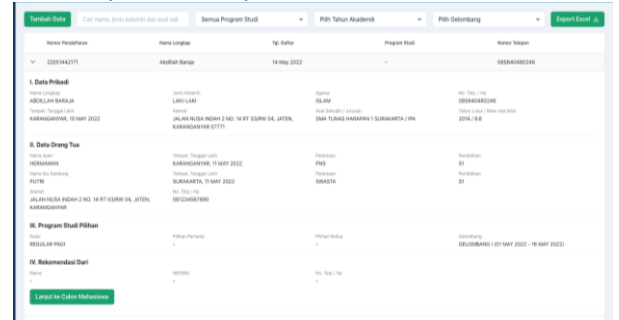 Tambah Data
Cari nama, jenis kelamin dan asal sek
Semua Program Studi
Pilih Tahun Akademik
Pilih Gelombang
Export Excel
Nomor Pendaftaran
Nama Lengkap
Tgl. Daftar
Program Studi
Nomor Telepon
22051442171
Abdillah Baraja
14 May 2022
-
085640480248
I. Data Pribadi
Nama Lengkap
Jenis Kelamin
Agama
No. Telp. / Hp
ABDILLAH BARAJA
LAKI-LAKI
ISLAM
085640480248
Tempat, Tanggal Lahir
Alamat
Asal Sekolah / Jurusan
Tahun Lulus / Rata-rata Nilai
KARANGANYAR, 10 MAY 2022
JALAN NUSA INDAH 2 NO. 14 RT 03/RW 04, JATEN,
KARANGANYAR 57771
SMA TUNAS HARAPAN 1 SURAKARTA / IPA
2014 / 8.6
II. Data Orang Tua
Nama Ayah
Tempat, Tanggal Lahir
Pekerjaan
Pendidikan
HERMAWAN
KARANGANYAR, 11 MAY 2022
PNS
S1
Nama Ibu Kandung
Tempat, Tanggal Lahir
Pekerjaan
Pendidikan
PUTRI
SURAKARTA, 11 MAY 2022
SWASTA
S1
Alamat
No. Telp / Hp
JALAN NUSA INDAH 2 NO. 14 RT 03/RW 04, JATEN,
KARANGANYAR
081234567890
III. Program Studi Pilihan
Kelas
Pilihan Pertama
Pilihan Kedua
Gelombang
REGULAR PAGI
-
-
GELOMBANG I (01 MAY 2022 - 16 MAY 2022)
IV. Rekomendasi Dari
Nama
No. Telp / Hp
-
-
-
Lanjut ke Calon Mahasiswa